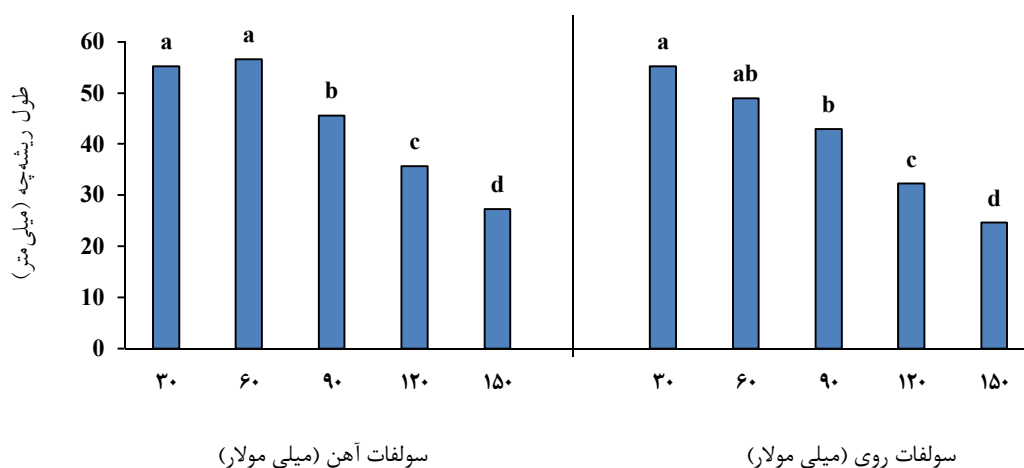 طول ریشه‌چه (میلی‌متر)
60
50
40
30
20
10
0
a
a
b
c
d
a
ab
b
c
d
۳۰
۶۰
۹۰
۱۲۰
۱۵۰
۳۰
۶۰
۹۰
۱۲۰
۱۵۰
سولفات آهن (میلی مولار)
سولفات روی (میلی مولار)